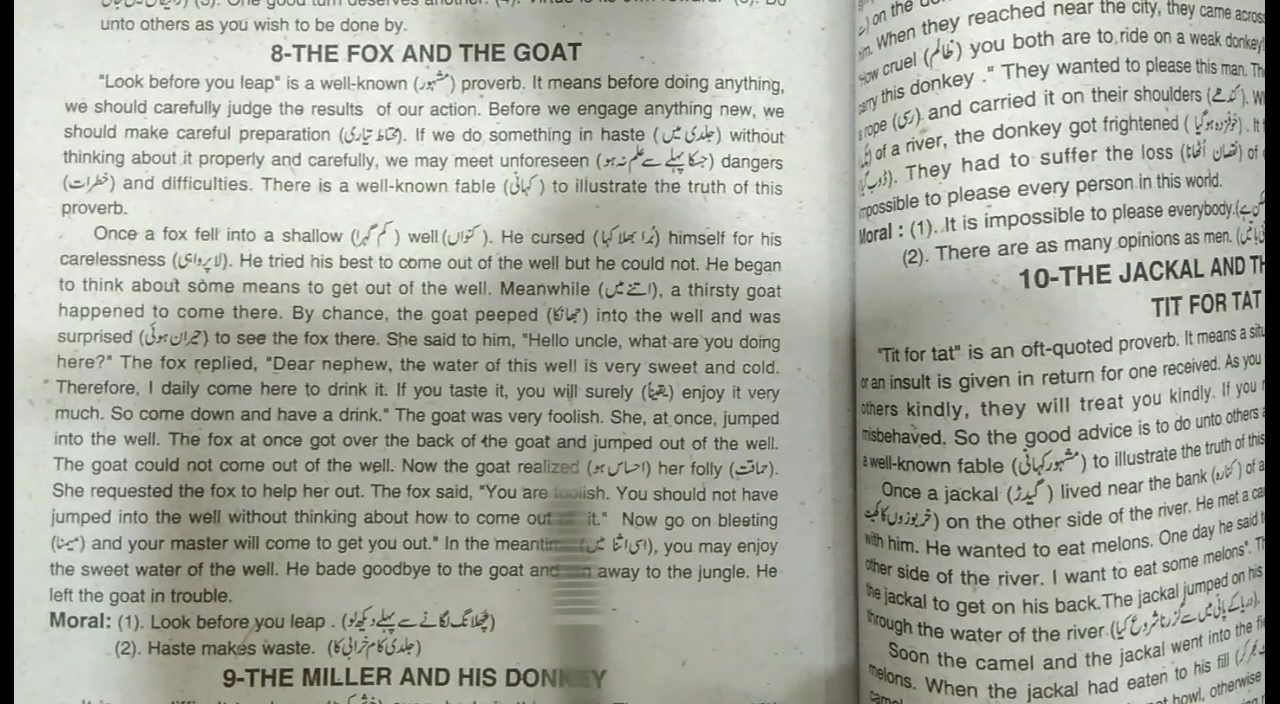 unto others as you wish to be done by.
8-THE FOX AND THE GOAT
"Look before you leap" is a well-known (مشہور) proverb. It means before doing anything,
we should carefully judge the results of our action. Before we engage anything new, we
should make careful preparation (محتاط تیاری). If we do something in haste (جلدی میں) without
thinking about it properly and carefully, we may meet unforeseen (جسکا پہلے سے علم نہ ہو) dangers
(خطرات) and difficulties. There is a well-known fable (کہانی) to illustrate the truth of this
proverb.
Once a fox fell into a shallow (کم گہرا) well (کنواں). He cursed (بُرا بھلا کہا) himself for his
carelessness (لاپرواہی). He tried his best to come out of the well but he could not. He began
to think about some means to get out of the well. Meanwhile (اتنے میں), a thirsty goat
happened to come there. By chance, the goat peeped (جھانکا) into the well and was
surprised (حیران ہوئی) to see the fox there. She said to him, "Hello uncle, what are you doing
here?" The fox replied, "Dear nephew, the water of this well is very sweet and cold.
Therefore, I daily come here to drink it. If you taste it, you will surely (یقیناً) enjoy it very
much. So come down and have a drink." The goat was very foolish. She, at once, jumped
into the well. The fox at once got over the back of the goat and jumped out of the well.
The goat could not come out of the well. Now the goat realized (احساس ہو) her folly (حماقت).
She requested the fox to help her out. The fox said, "You are foolish. You should not have
jumped into the well without thinking about how to come out it." Now go on bleeting
(ممیانا) and your master will come to get you out." In the meantim (اسی اثنا میں), you may enjoy
the sweet water of the well. He bade goodbye to the goat and away to the jungle. He
left the goat in trouble.
Moral: (1). Look before you leap . (چھلانگ لگانے سے پہلے دیکھ لو)
(2). Haste makes waste. (جلدی کام خرابی کا)
9-THE MILLER AND HIS DONKEY
on the
When they reached near the city, they came across
cruel (ظالم) you both are to ride on a weak donkey
this donkey ." They wanted to please this man.
rope (رسی) and carried it on their shoulders (کندھے).
of a river, the donkey got frightened (خوفزدہ ہو گیا). It
(ڈوب گیا). They had to suffer the loss (نقصان اٹھانا) of
impossible to please every person in this world.
Moral : (1). It is impossible to please everybody.
(2). There are as many opinions as men.
10-THE JACKAL AND TH
TIT FOR TAT
"Tit for tat" is an oft-quoted proverb. It means a situ
or an insult is given in return for one received. As you
others kindly, they will treat you kindly. If you
misbehaved. So the good advice is to do unto others
a well-known fable (مشہور کہانی) to illustrate the truth of this
Once a jackal (گیدڑ) lived near the bank (کنارہ) of a
(خربوزوں کا کھیت) on the other side of the river. He met a ca
with him. He wanted to eat melons. One day he said
other side of the river. I want to eat some melons".
the jackal to get on his back.The jackal jumped on his
through the water of the river (دریا کے پانی میں سے گزرنا شروع کیا).
Soon the camel and the jackal went into the fi
melons. When the jackal had eaten to his fill
not howl, otherwise